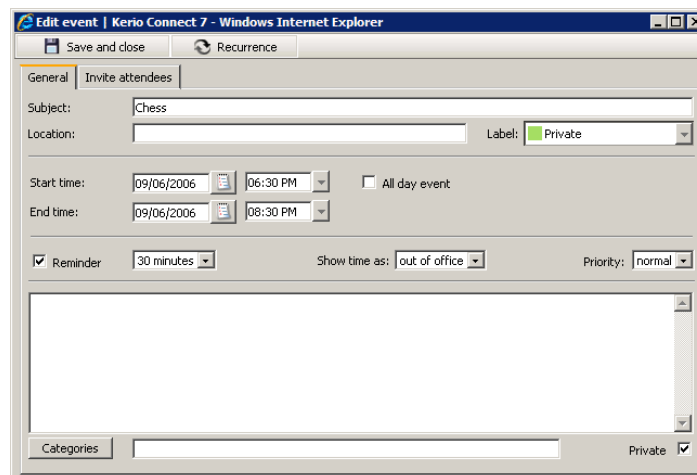 Edit event | Kerio Connect 7 - Windows Internet Explorer
Save and close Recurrence
General Invite attendees
Subject: Chess
Location: Label: Private
Start time: 09/06/2006 06:30 PM All day event
End time: 09/06/2006 08:30 PM
Reminder 30 minutes Show time as: out of office Priority: normal
Categories Private